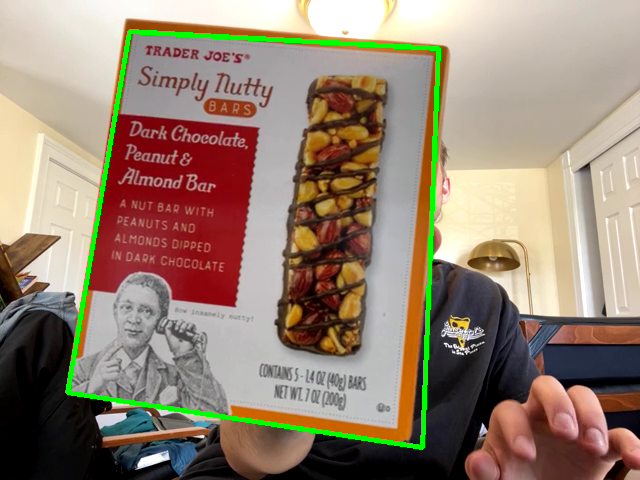 TRADER JOE'S®
Simply Nutty
BARS
Dark Chocolate,
Peanut &
Almond Bar
A NUT BAR WITH
PEANUTS AND
ALMONDS DIPPED
IN DARK CHOCOLATE
How insanely nutty!
CONTAINS 5 - 1.4 OZ (40g) BARS
NET WT. 7 OZ (200g)